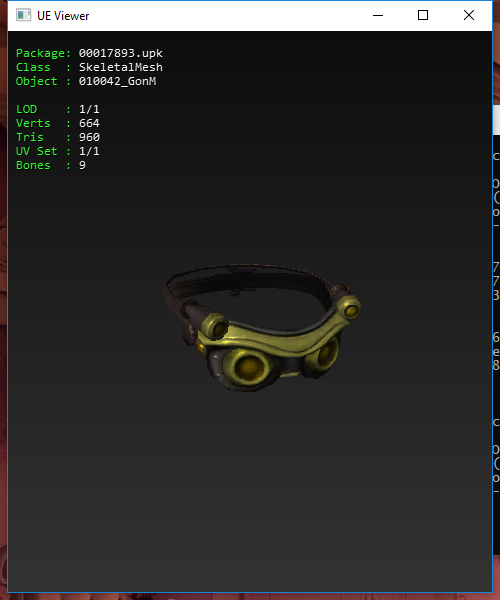 UE Viewer
Package: 00017893.upk
Class  : SkeletalMesh
Object : 010042_GonM
LOD    : 1/1
Verts  : 664
Tris   : 960
UV Set : 1/1
Bones  : 9